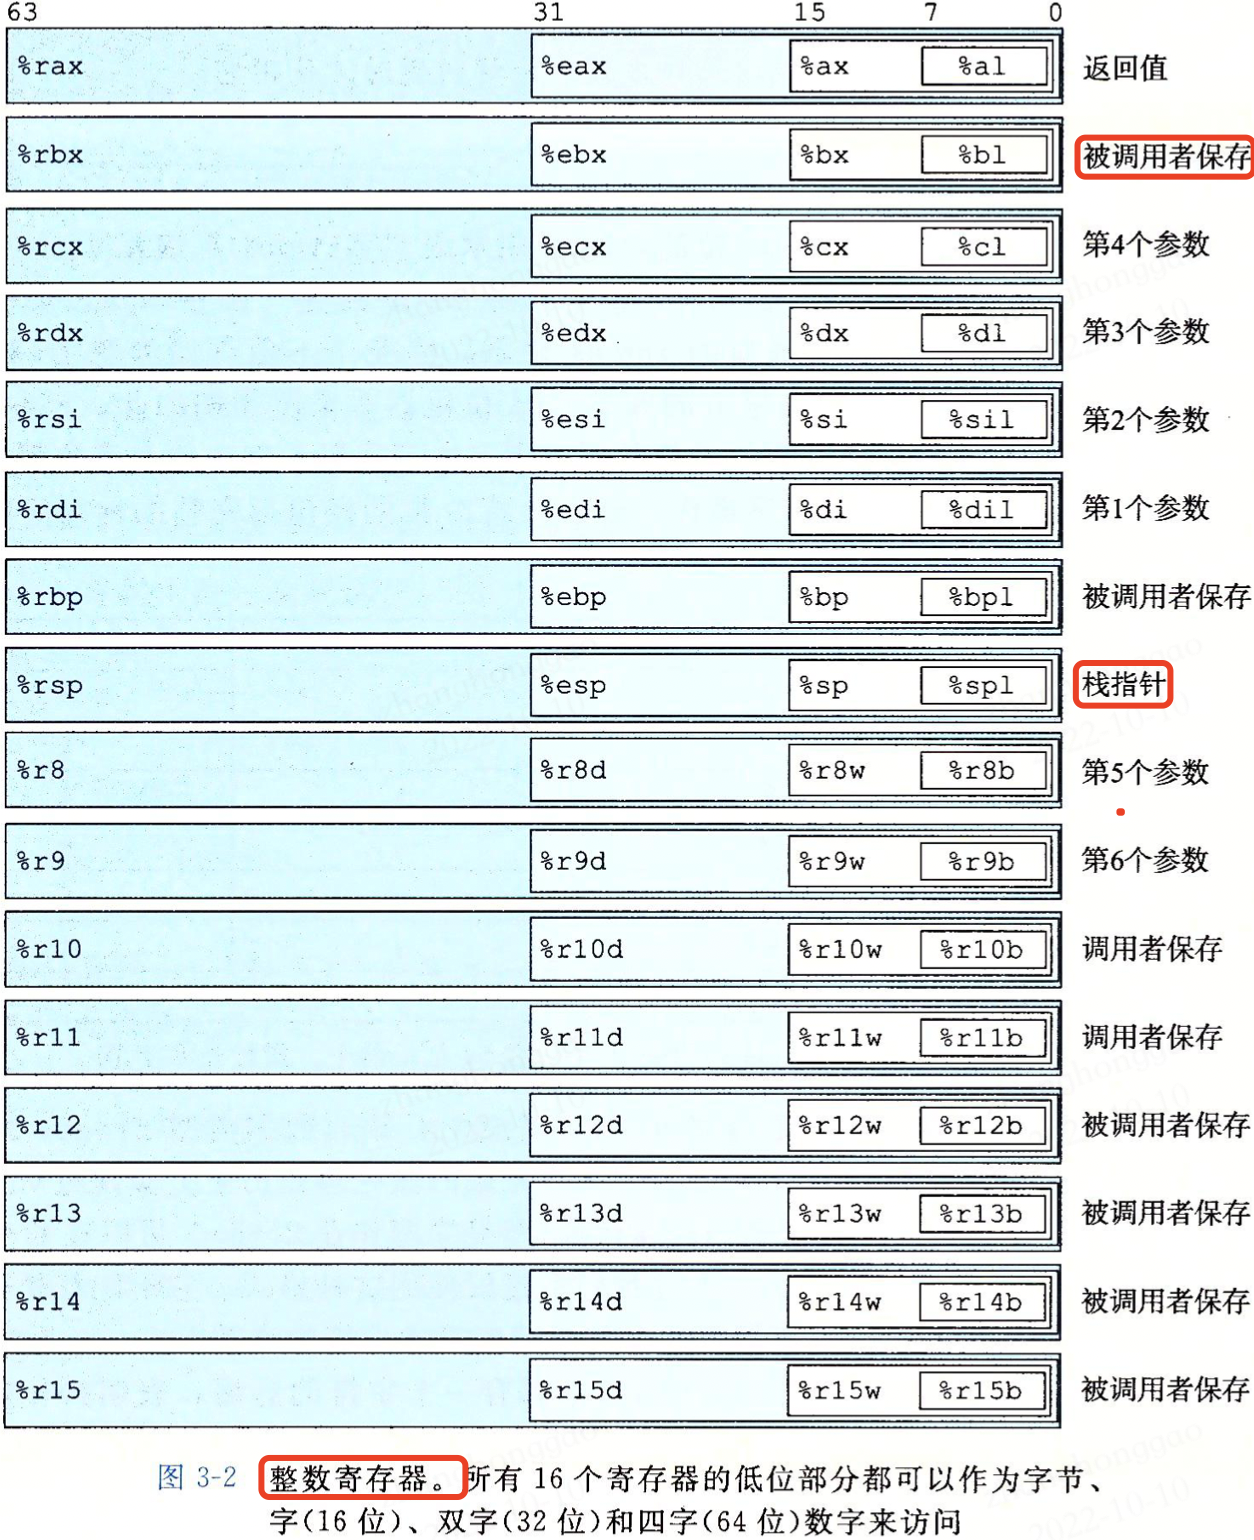 63 31 15 7 0
%rax %eax %ax %al 返回值
%rbx %ebx %bx %bl 被调用者保存
%rcx %ecx %cx %cl 第4个参数
%rdx %edx %dx %dl 第3个参数
%rsi %esi %si %sil 第2个参数
%rdi %edi %di %dil 第1个参数
%rbp %ebp %bp %bpl 被调用者保存
%rsp %esp %sp %spl 栈指针
%r8 %r8d %r8w %r8b 第5个参数
%r9 %r9d %r9w %r9b 第6个参数
%r10 %r10d %r10w %r10b 调用者保存
%r11 %r11d %r11w %r11b 调用者保存
%r12 %r12d %r12w %r12b 被调用者保存
%r13 %r13d %r13w %r13b 被调用者保存
%r14 %r14d %r14w %r14b 被调用者保存
%r15 %r15d %r15w %r15b 被调用者保存
图 3-2 整数寄存器。所有 16 个寄存器的低位部分都可以作为字节、
字(16 位)、双字(32 位)和四字(64 位)数字来访问
2022-10-10